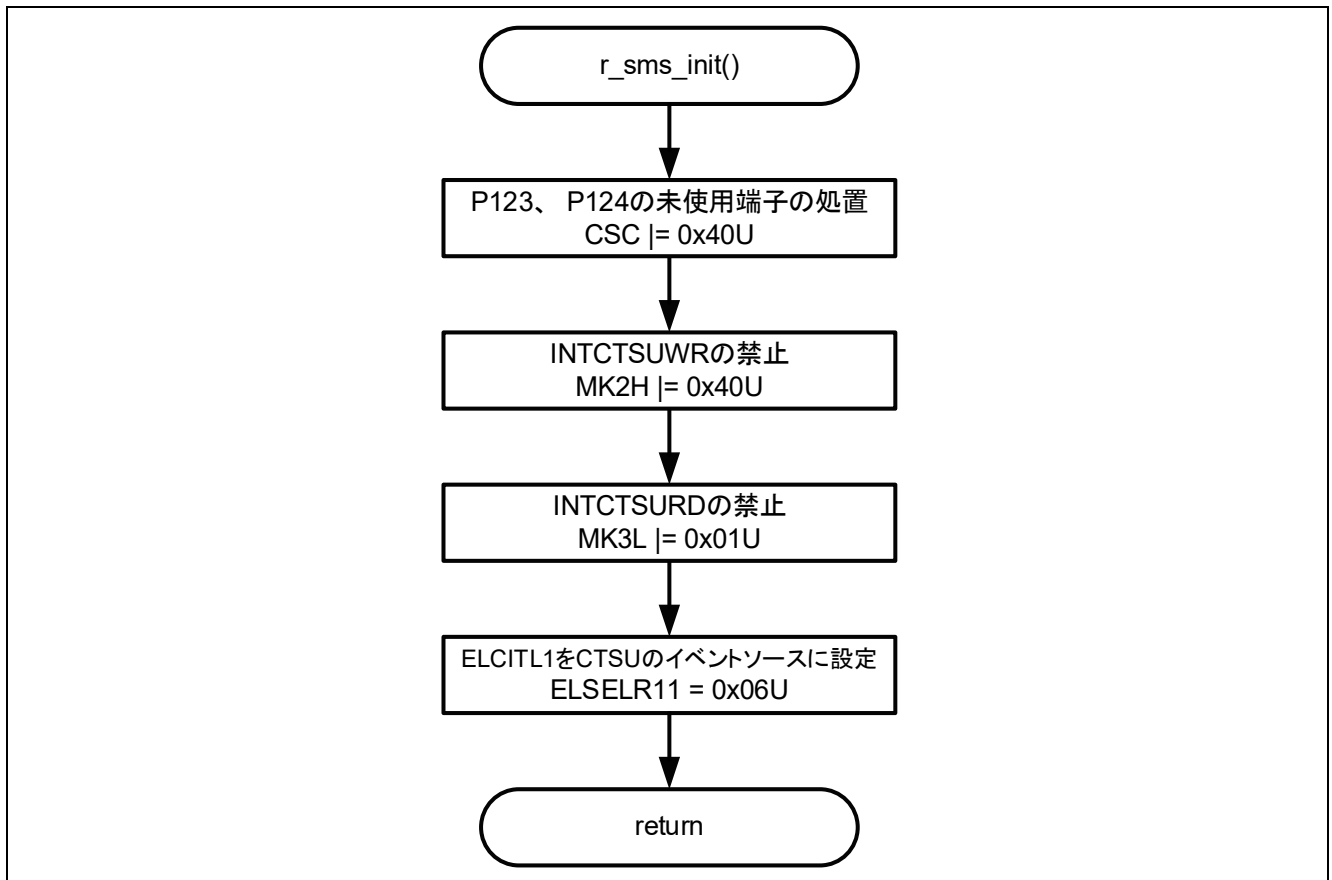 r_sms_init()
P123、 P124の未使用端子の処置
CSC |= 0x40U
INTCTSUWRの禁止
MK2H |= 0x40U
INTCTSURDの禁止
MK3L |= 0x01U
ELCITL1をCTSUのイベントソースに設定
ELSELR11 = 0x06U
return